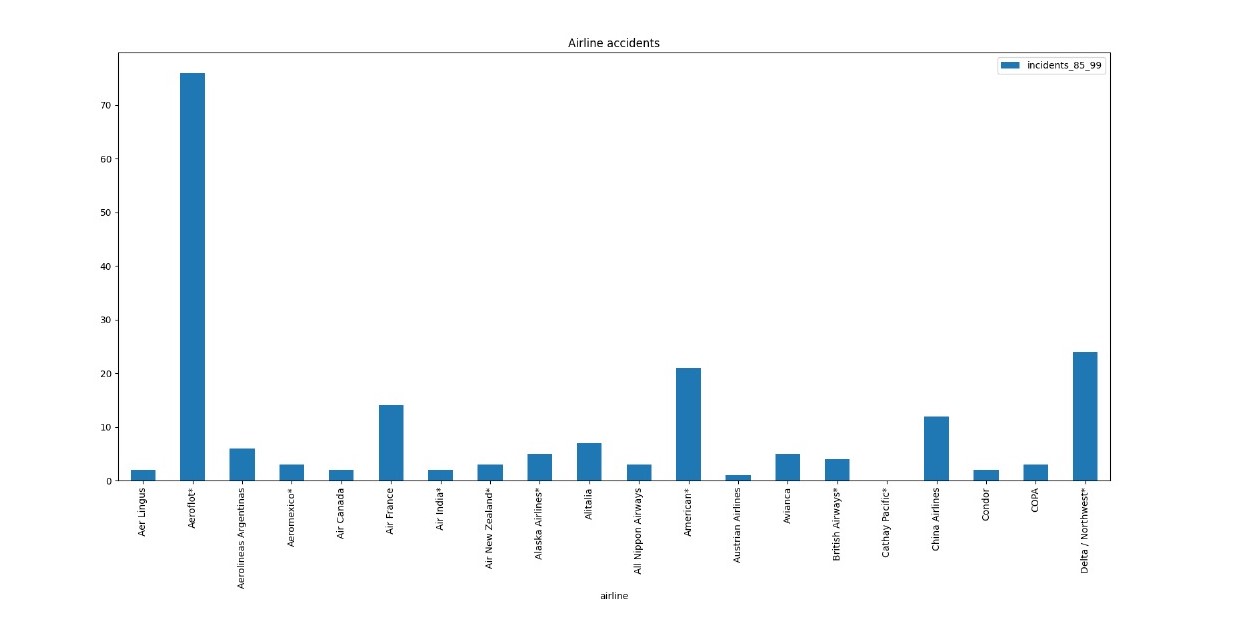 Airline accidents
incidents_85_99
70
60
50
40
30
20
10
0
Aer Lingus
Aeroflot*
Aerolineas Argentinas
Aeromexico*
Air Canada
Air France
Air India*
Air New Zealand*
Alaska Airlines*
Alitalia
All Nippon Airways
American*
Austrian Airlines
Avianca
British Airways*
Cathay Pacific*
China Airlines
Condor
COPA
Delta / Northwest*
airline